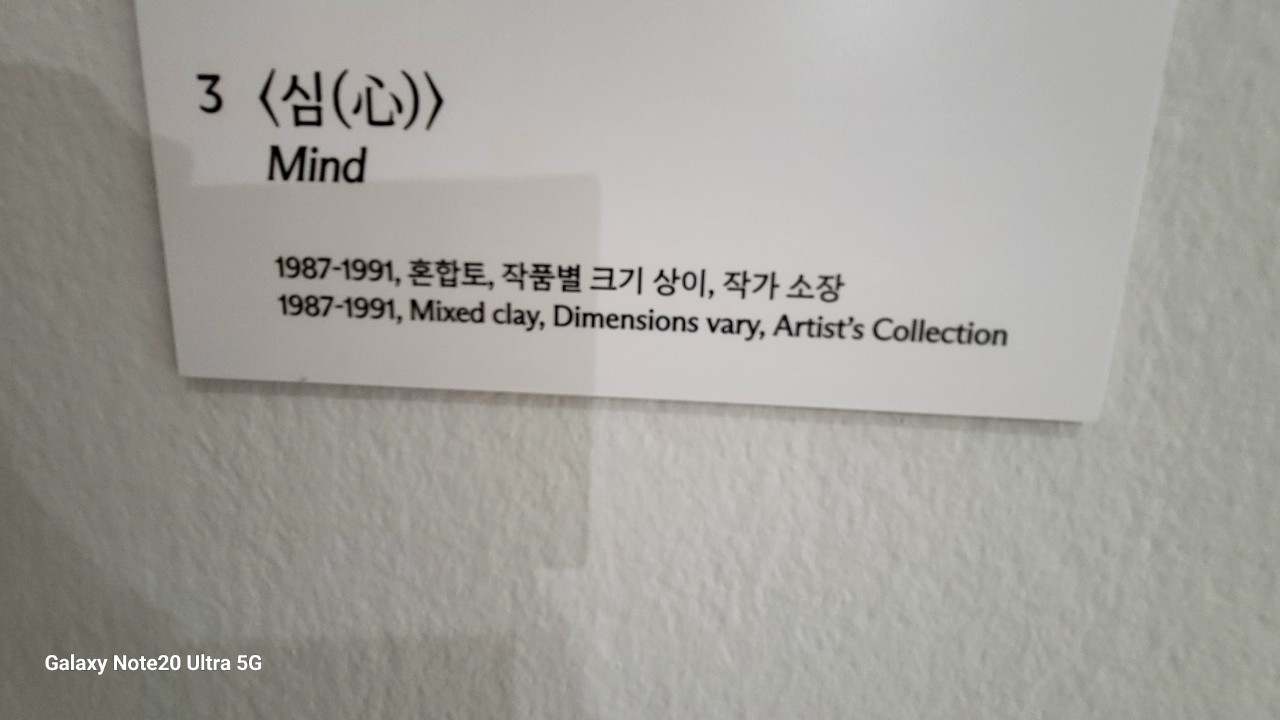 3 〈심(心)〉
Mind
1987-1991, 혼합토, 작품별 크기 상이, 작가 소장
1987-1991, Mixed clay, Dimensions vary, Artist’s Collection
Galaxy Note20 Ultra 5G